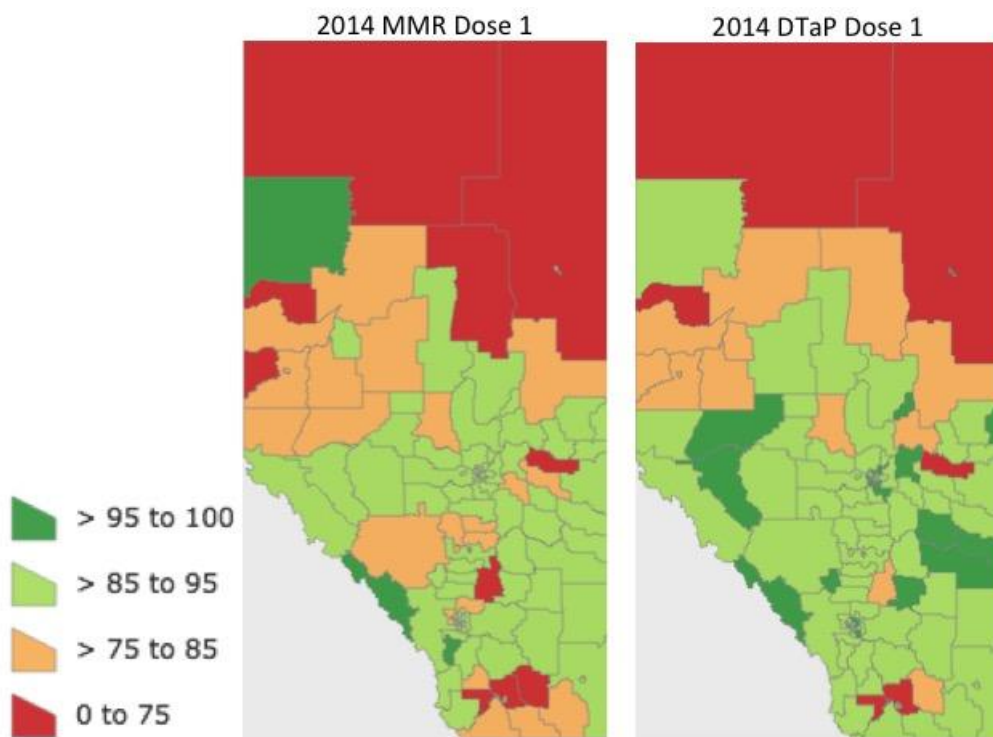 2014 MMR Dose 1
2014 DTaP Dose 1
> 95 to 100
> 85 to 95
> 75 to 85
0 to 75